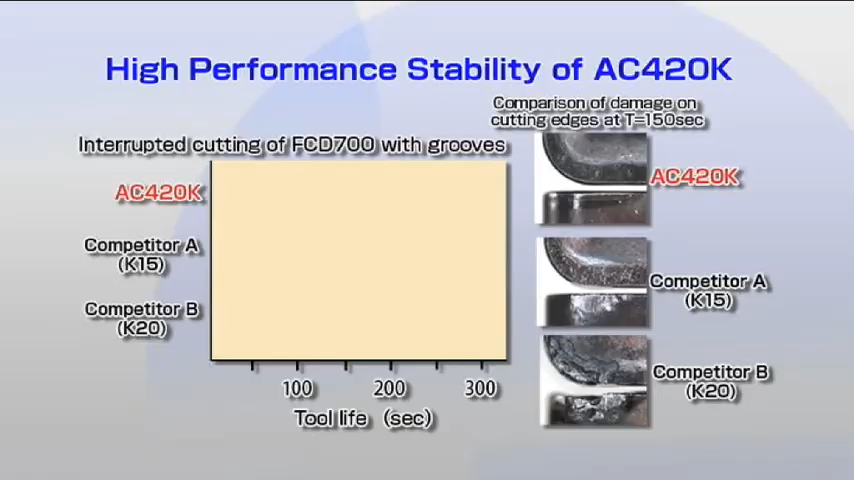 High Performance Stability of AC420K
Comparison of damage on
cutting edges at T=150sec
Interrupted cutting of FCD700 with grooves
AC420K
Competitor A
(K15)
Competitor B
(K20)
100 200 300
Tool life (sec)
AC420K
Competitor A
(K15)
Competitor B
(K20)